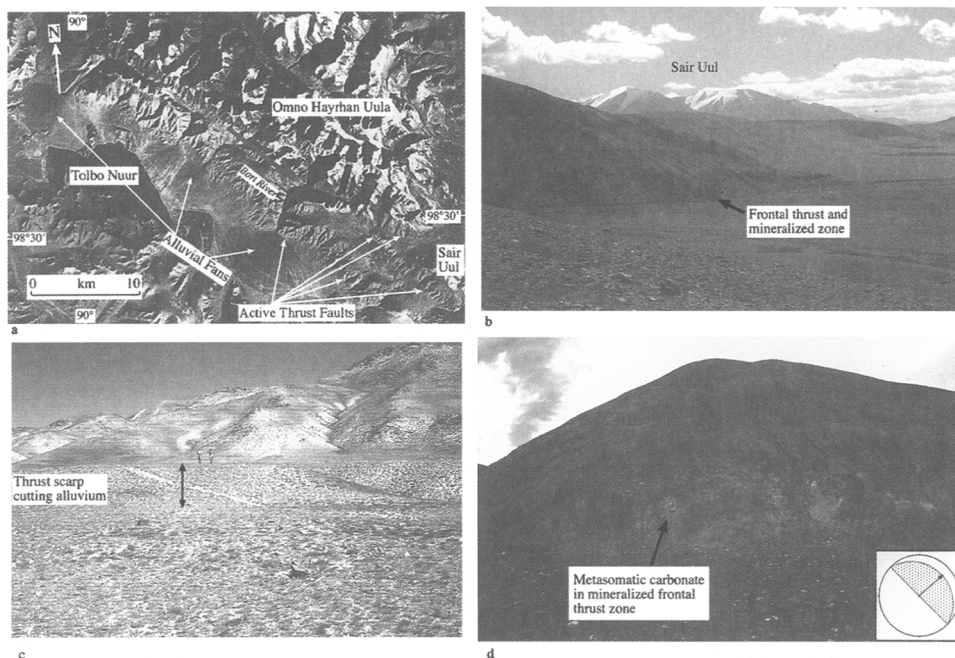 90°
N
Omno Hayrhan Uula
Tolbo Nuur
Bori River
98°30'
98°30'
Alluvial Fans
Sair
Uul
0 km 10
Active Thrust Faults
90°
a
Sair Uul
Frontal thrust and
mineralized zone
b
Thrust scarp
cutting alluvium
c
Metasomatic carbonate
in mineralized frontal
thrust zone
d